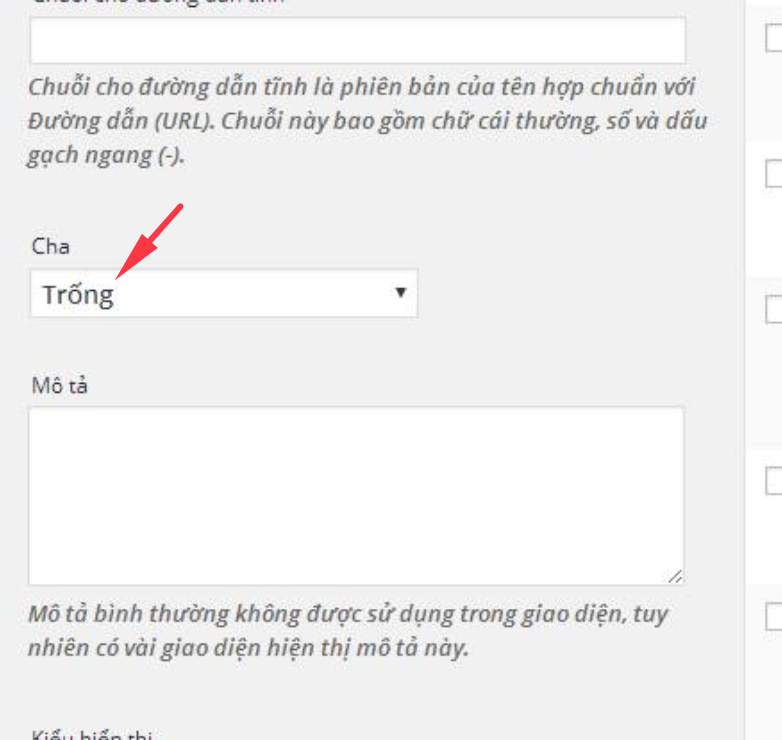 Chuỗi cho đường dẫn tĩnh là phiên bản của tên hợp chuẩn với
Đường dẫn (URL). Chuỗi này bao gồm chữ cái thường, số và dấu
gạch ngang (-).
Cha
Trống
Mô tả
Mô tả bình thường không được sử dụng trong giao diện, tuy
nhiên có vài giao diện hiện thị mô tả này.
Kiểu hiển thị